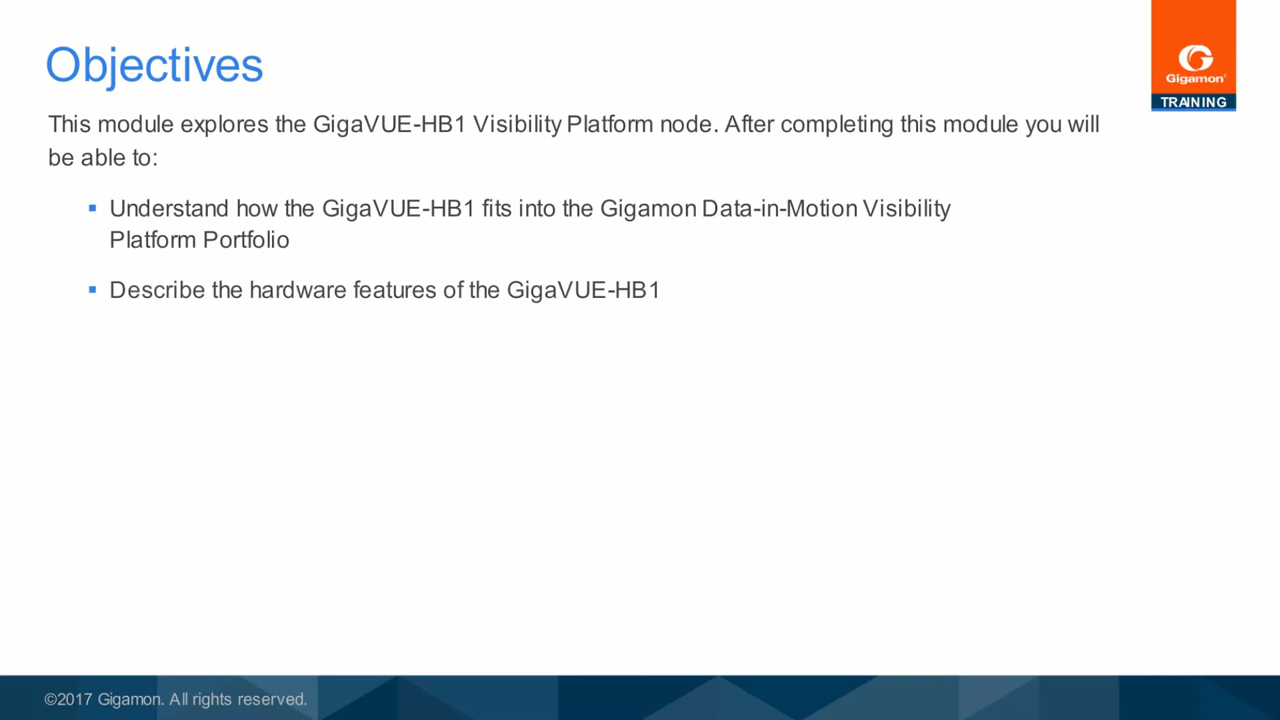 Objectives
Gigamon
TRAINING
This module explores the GigaVUE-HB1 Visibility Platform node. After completing this module you will
be able to:
Understand how the GigaVUE-HB1 fits into the Gigamon Data-in-Motion Visibility
Platform Portfolio
Describe the hardware features of the GigaVUE-HB1
©2017 Gigamon. All rights reserved.